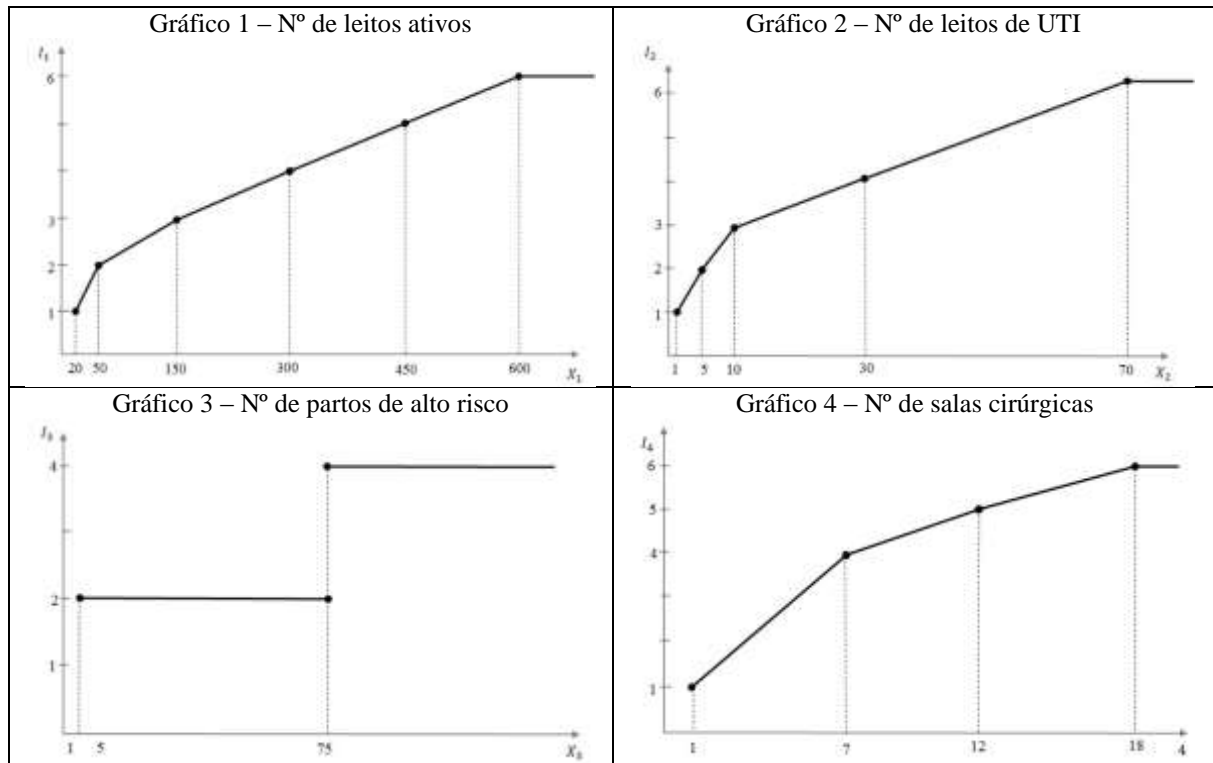 Gráfico 1 – Nº de leitos ativos
I₁
6
3
2
1
20 50 150 300 450 600 X₁
Gráfico 2 – Nº de leitos de UTI
I₂
6
3
2
1
1 5 10 30 70 X₂
Gráfico 3 – Nº de partos de alto risco
I₃
4
2
1
1 5 75 X₃
Gráfico 4 – Nº de salas cirúrgicas
I₄
6
5
4
1
1 7 12 18 4